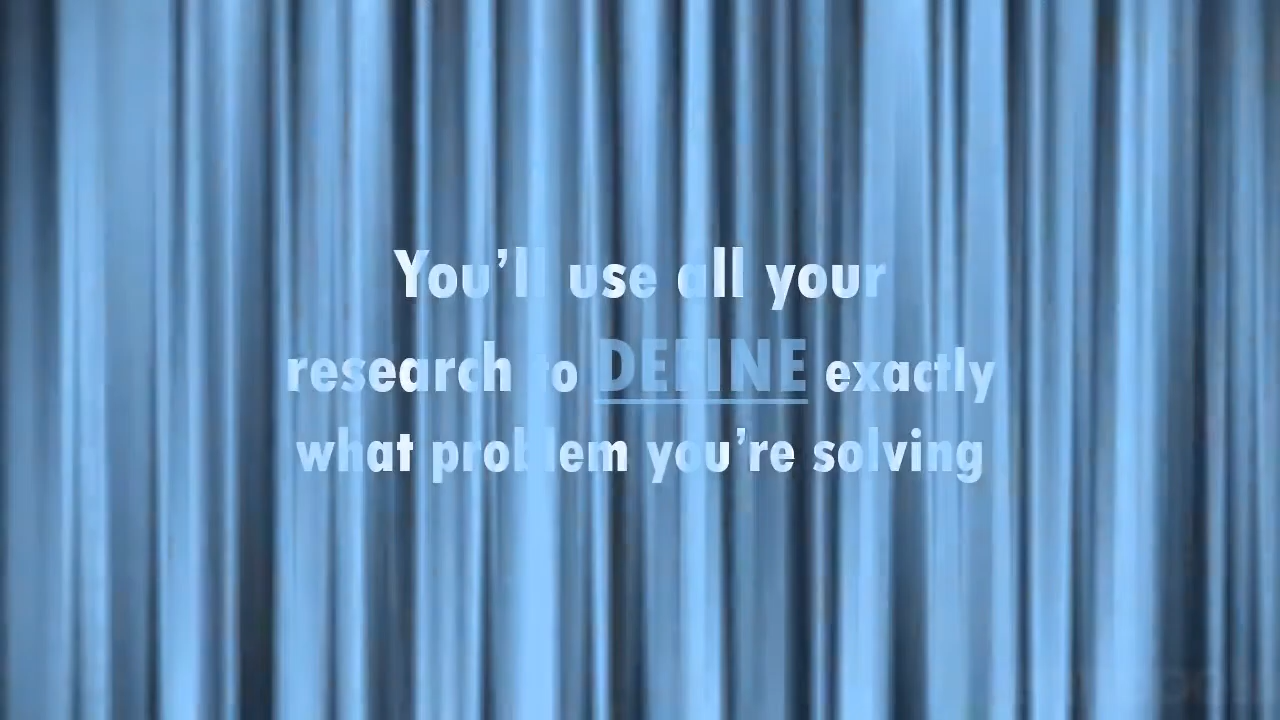 You’ll use all your
research to DEFINE exactly
what problem you’re solving